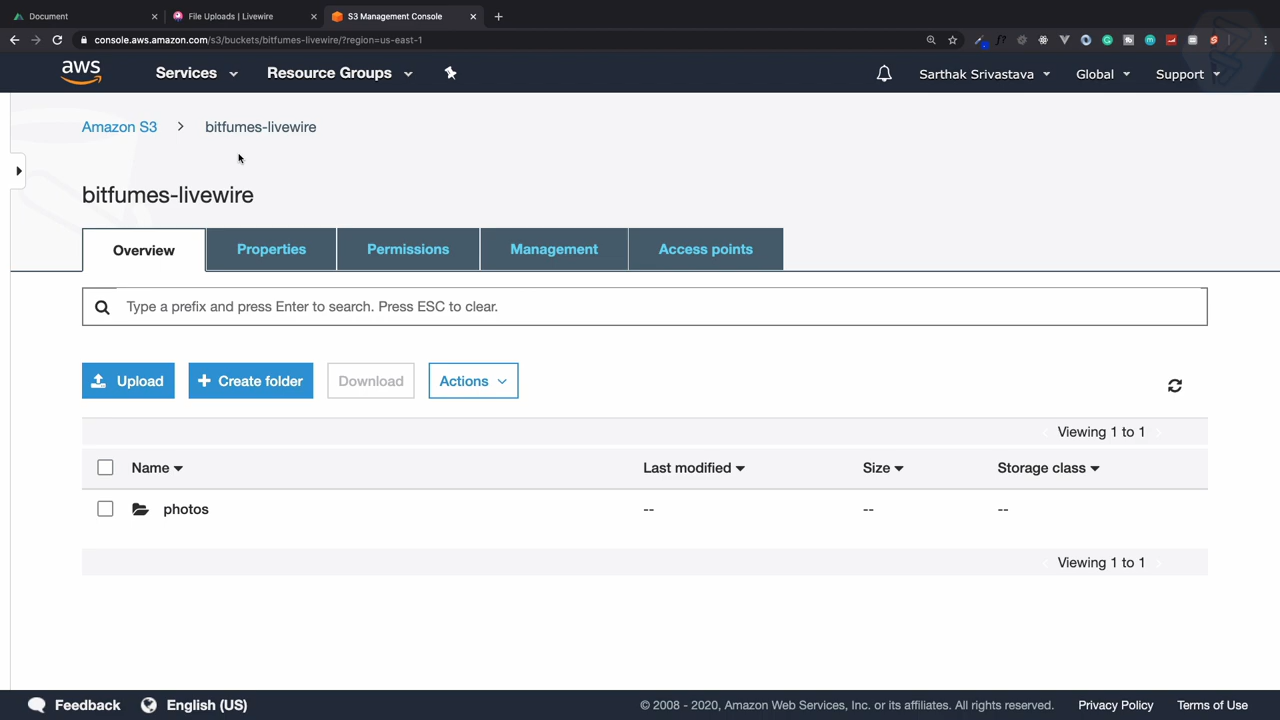 Document
File Uploads | Livewire
S3 Management Console
console.aws.amazon.com/s3/buckets/bitfumes-livewire/?region=us-east-1
aws
Services
Resource Groups
Sarthak Srivastava
Global
Support
Amazon S3
bitfumes-livewire
bitfumes-livewire
Overview
Properties
Permissions
Management
Access points
Type a prefix and press Enter to search. Press ESC to clear.
Upload
Create folder
Download
Actions
Viewing 1 to 1
Name
Last modified
Size
Storage class
photos
--
--
--
Viewing 1 to 1
Feedback
English (US)
© 2008 - 2020, Amazon Web Services, Inc. or its affiliates. All rights reserved.
Privacy Policy
Terms of Use